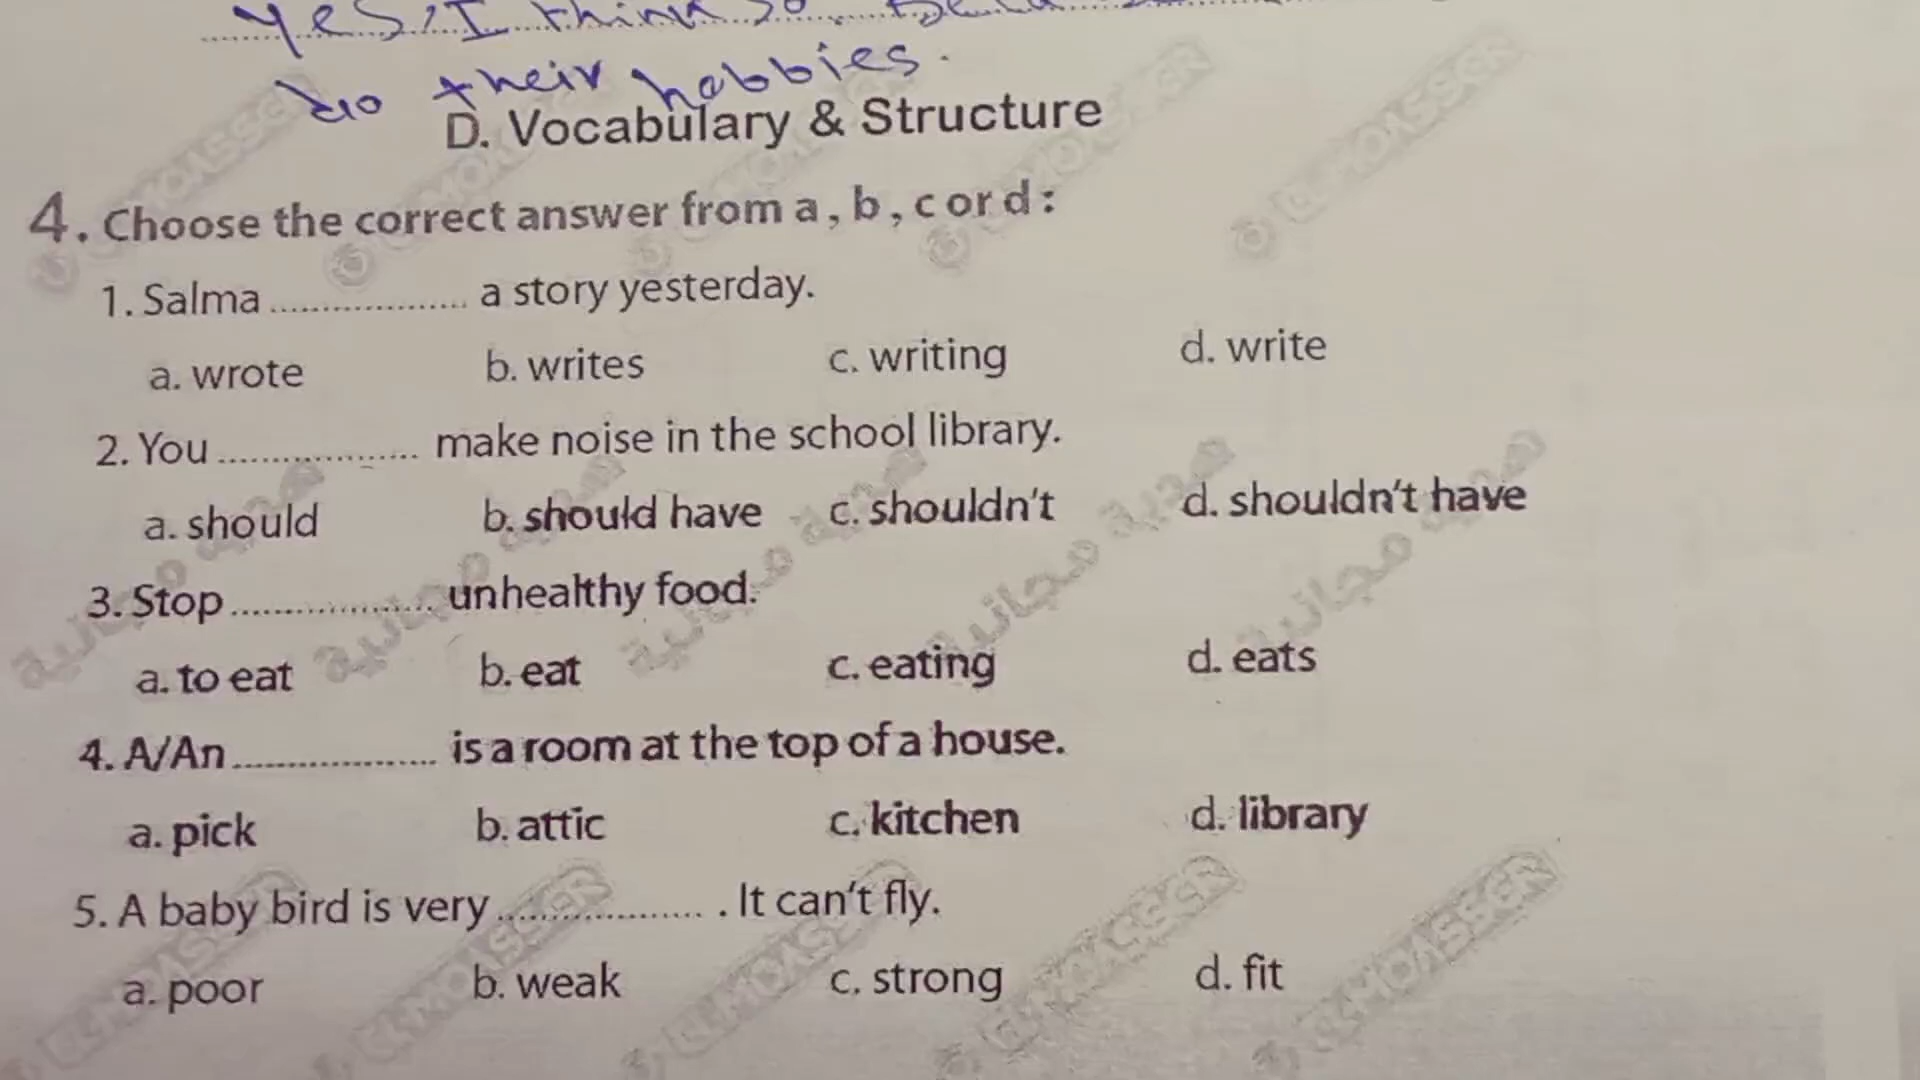 Yes, I think so
do their hobbies.
D. Vocabulary & Structure
4. Choose the correct answer from a , b , c or d :
1. Salma .................. a story yesterday.
a. wrote b. writes c. writing d. write
2. You .................. make noise in the school library.
a. should b. should have c. shouldn't d. shouldn't have
3. Stop .................. unhealthy food.
a. to eat b. eat c. eating d. eats
4. A/An .................. is a room at the top of a house.
a. pick b. attic c. kitchen d. library
5. A baby bird is very .................. . It can't fly.
a. poor b. weak c. strong d. fit